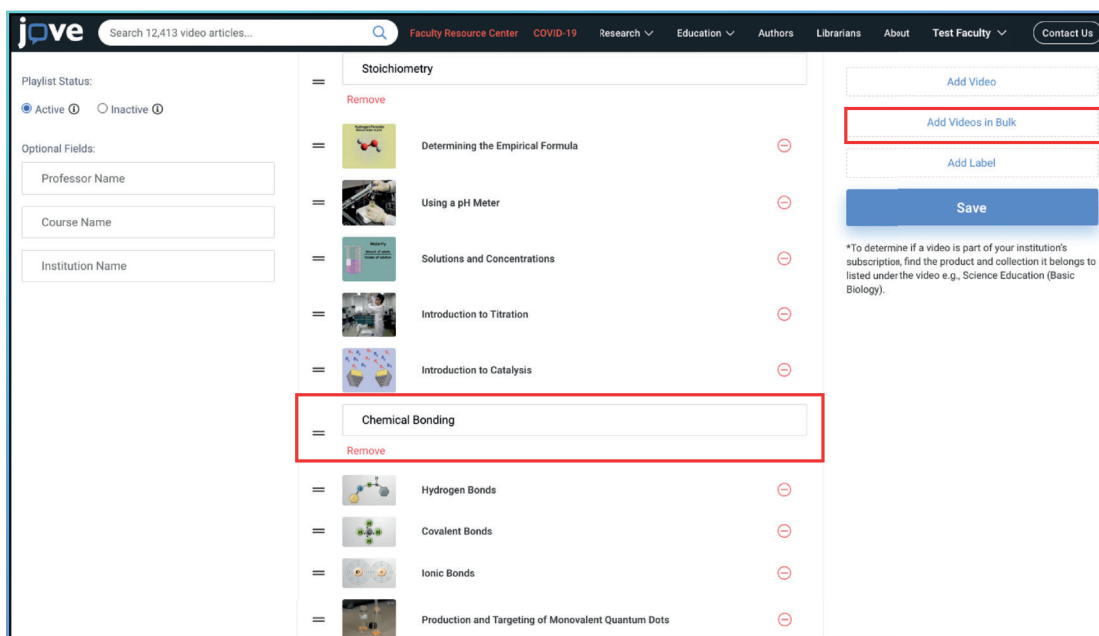 jove
Search 12,413 video articles...
Faculty Resource Center
COVID-19
Research
Education
Authors
Librarians
About
Test Faculty
Contact Us
Playlist Status:
Active
Inactive
Optional Fields:
Professor Name
Course Name
Institution Name
Stoichiometry
Remove
Determining the Empirical Formula
Using a pH Meter
Molarity
Solutions and Concentrations
Introduction to Titration
Introduction to Catalysis
Chemical Bonding
Remove
Hydrogen Bonds
Covalent Bonds
Ionic Bonds
Production and Targeting of Monovalent Quantum Dots
Add Video
Add Videos in Bulk
Add Label
Save
*To determine if a video is part of your institution's
subscription, find the product and collection it belongs to
listed under the video e.g., Science Education (Basic
Biology).